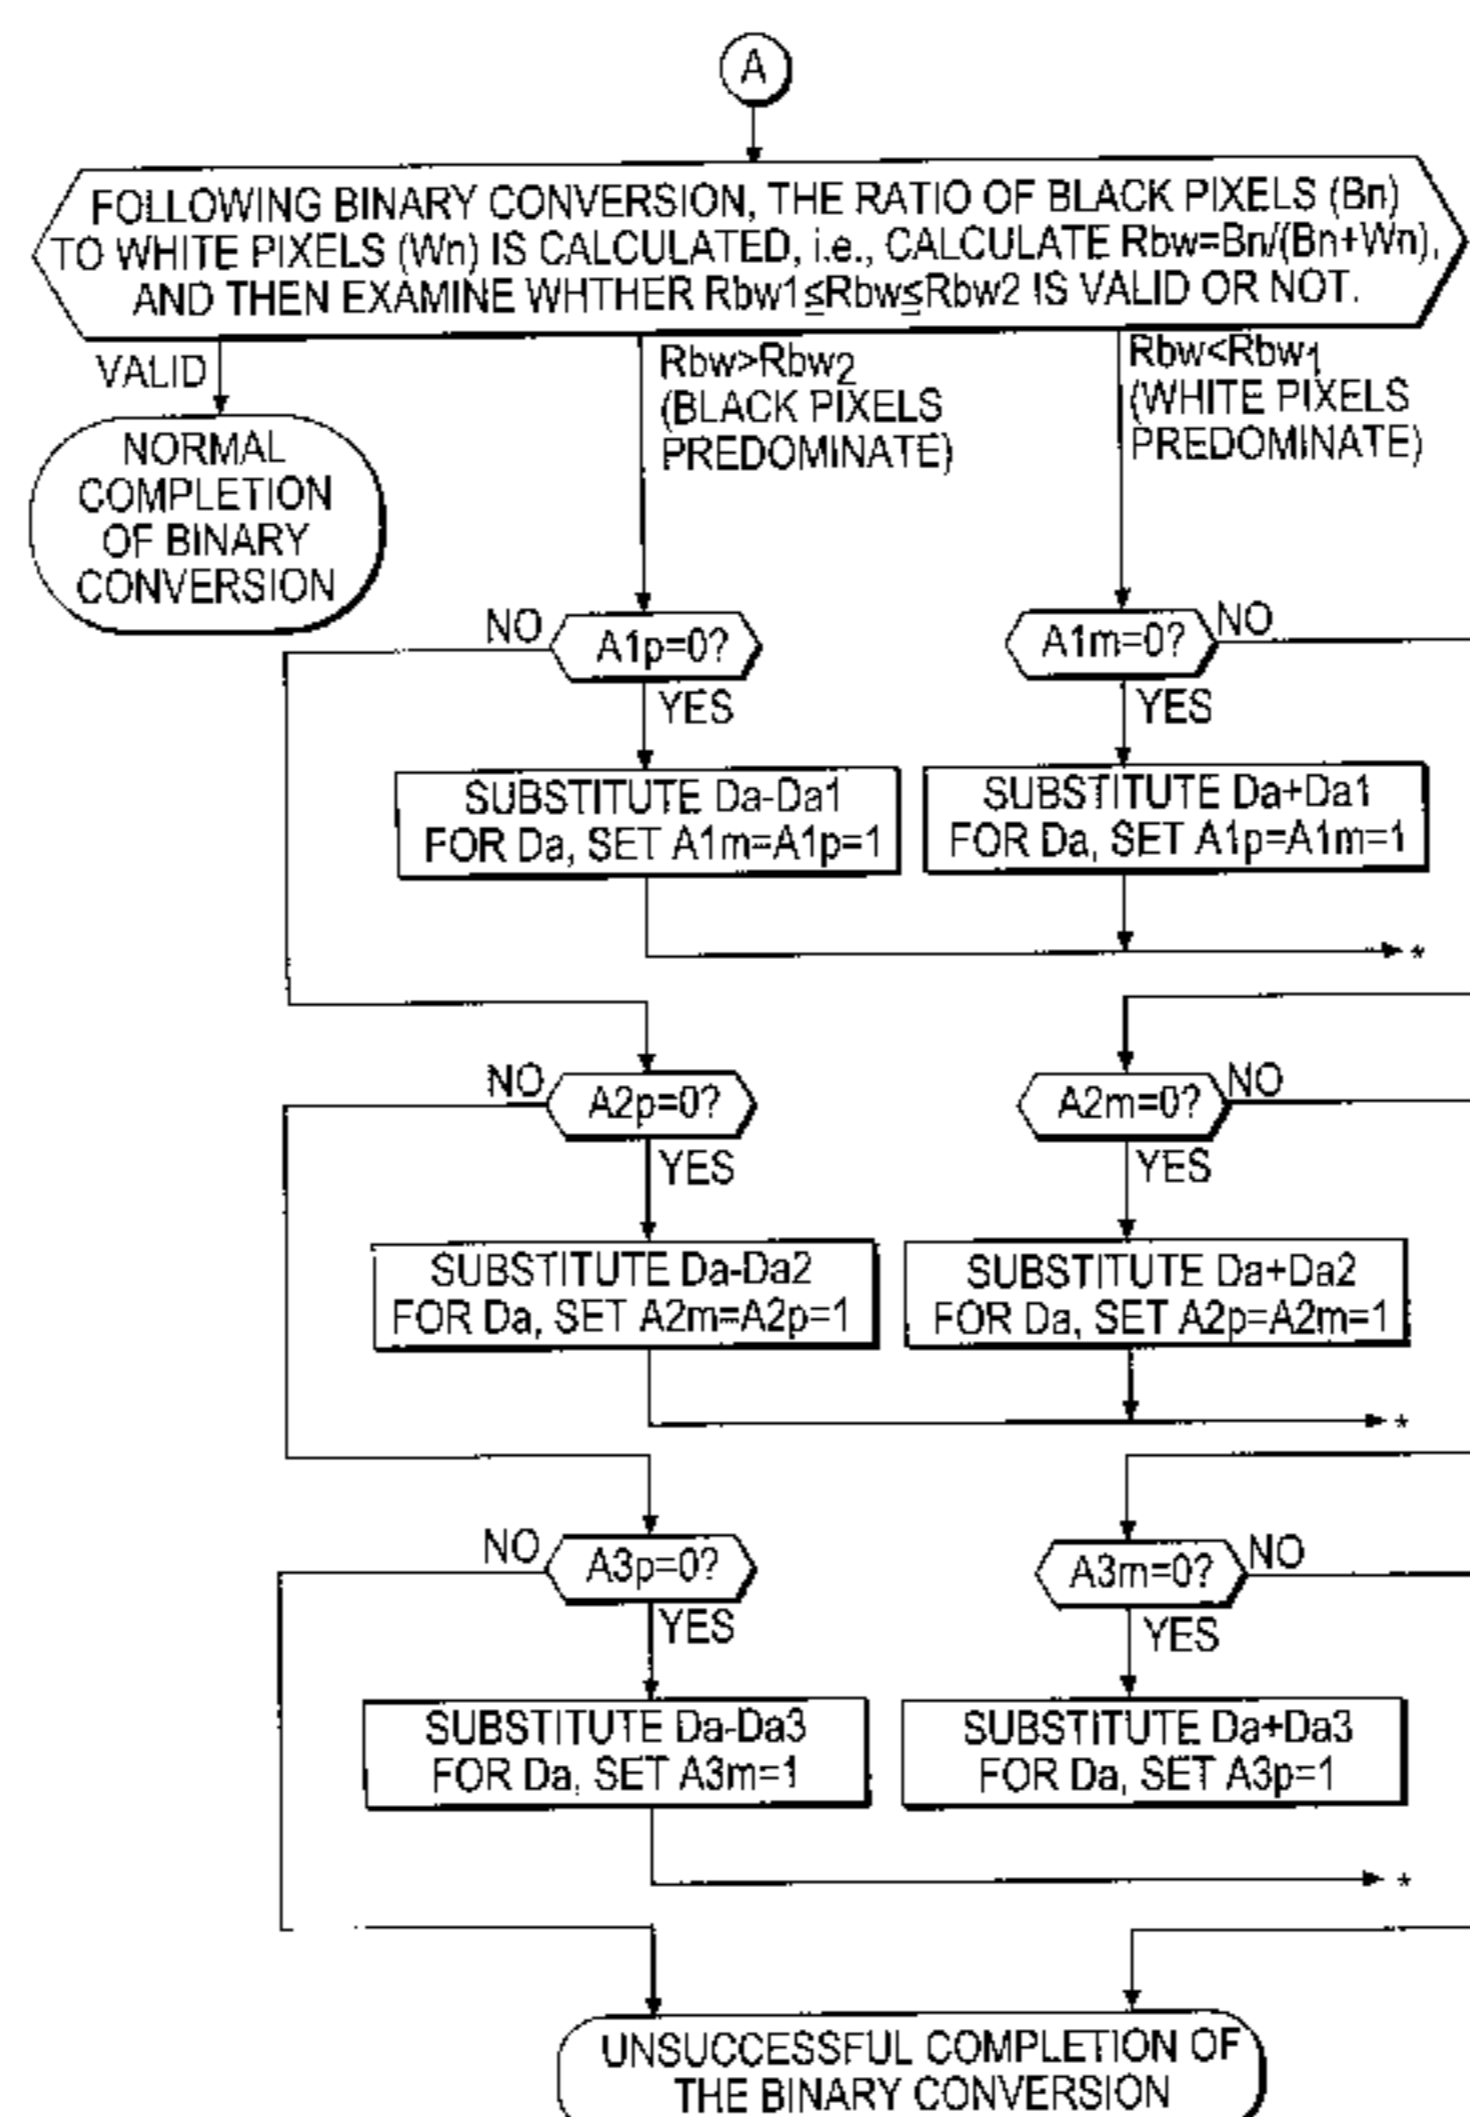 A
FOLLOWING BINARY CONVERSION, THE RATIO OF BLACK PIXELS (Bn)
TO WHITE PIXELS (Wn) IS CALCULATED, i.e., CALCULATE Rbw=Bn/(Bn+Wn),
AND THEN EXAMINE WHTHER Rbw1≤Rbw≤Rbw2 IS VALID OR NOT.
VALID
NORMAL
COMPLETION
OF BINARY
CONVERSION
Rbw>Rbw2
(BLACK PIXELS
PREDOMINATE)
Rbw<Rbw1
(WHITE PIXELS
PREDOMINATE)
NO
A1p=0?
YES
A1m=0?
NO
YES
SUBSTITUTE Da-Da1
FOR Da, SET A1m=A1p=1
SUBSTITUTE Da+Da1
FOR Da, SET A1p=A1m=1
*
NO
A2p=0?
YES
A2m=0?
NO
YES
SUBSTITUTE Da-Da2
FOR Da, SET A2m=A2p=1
SUBSTITUTE Da+Da2
FOR Da, SET A2p=A2m=1
*
NO
A3p=0?
YES
A3m=0?
NO
YES
SUBSTITUTE Da-Da3
FOR Da, SET A3m=1
SUBSTITUTE Da+Da3
FOR Da, SET A3p=1
*
UNSUCCESSFUL COMPLETION OF
THE BINARY CONVERSION